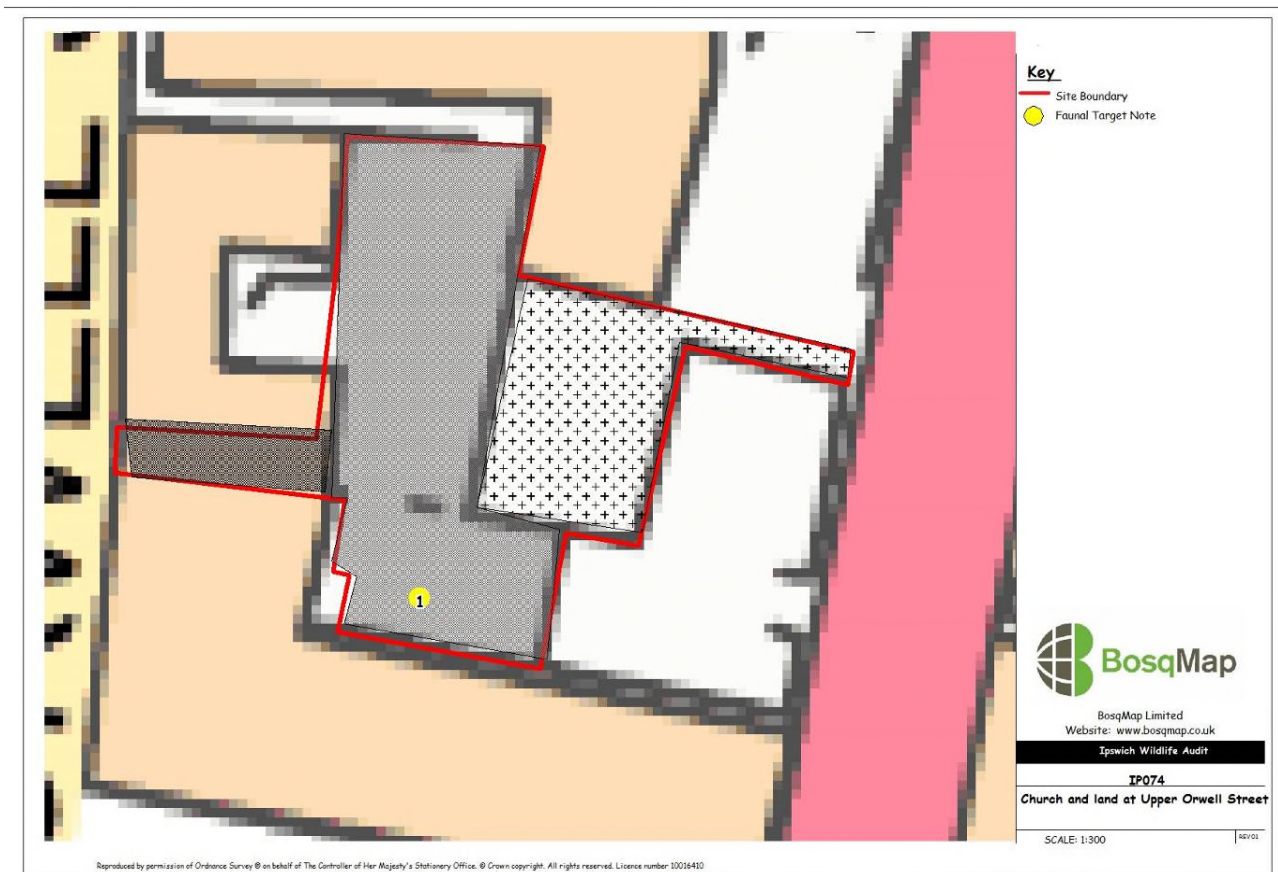 Key
Site Boundary
Faunal Target Note
1
BosqMap
BosqMap Limited
Website: www.bosqmap.co.uk
Ipswich Wildlife Audit
IP074
Church and land at Upper Orwell Street
SCALE: 1:300
REV01
Reproduced by permission of Ordnance Survey ® on behalf of The Controller of Her Majesty's Stationery Office. © Crown copyright. All rights reserved. Licence number 10016410